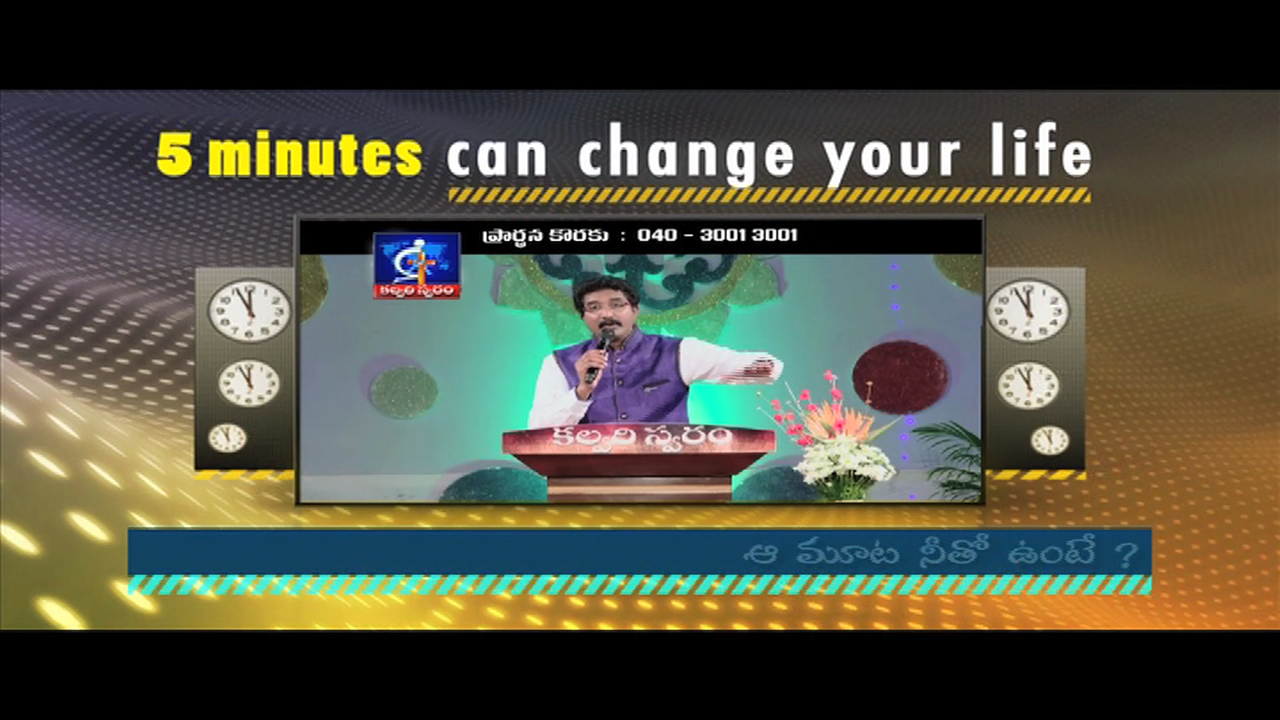 5 minutes can change your life
ప్రార్థన కొరకు : 040 - 3001 3001
కల్వరి స్వరం
కల్వరి స్వరం
ఆ మూట నీతో ఉంటే ?